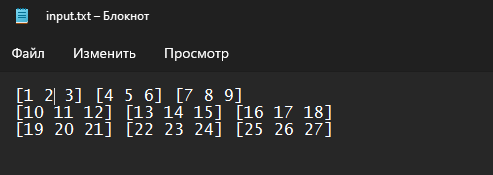 input.txt – Блокнот
Файл Изменить Просмотр
[1 2 3] [4 5 6] [7 8 9]
[10 11 12] [13 14 15] [16 17 18]
[19 20 21] [22 23 24] [25 26 27]